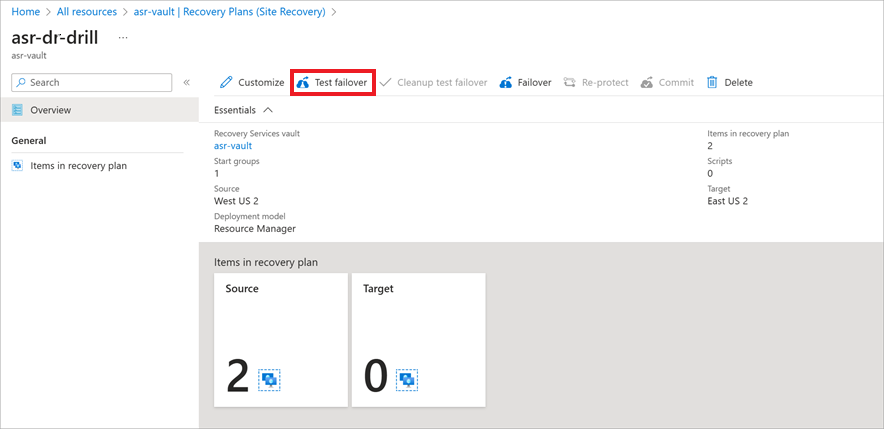 Home > All resources > asr-vault | Recovery Plans (Site Recovery) >
asr-dr-drill ...
asr-vault
Search «
Customize Test failover Cleanup test failover Failover Re-protect Commit Delete
Overview
General
Items in recovery plan
Essentials
Recovery Services vault
asr-vault
Start groups
1
Source
West US 2
Deployment model
Resource Manager
Items in recovery plan
2
Scripts
0
Target
East US 2
Items in recovery plan
Source
2
Target
0